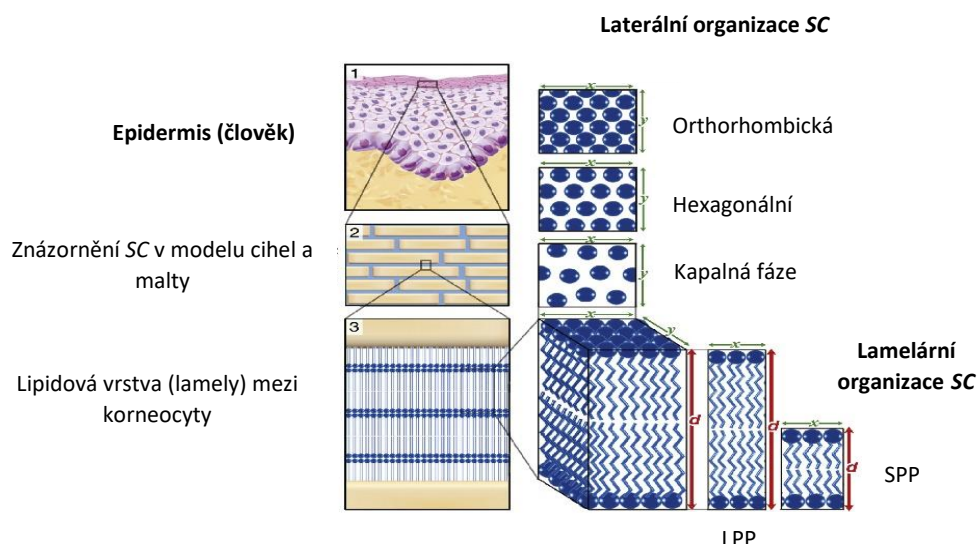 Laterální organizace SC
1
Epidermis (člověk)
x
y
Orthorhombická
x
y
Hexagonální
Znázornění SC v modelu cihel a
malty
2
x
y
Kapalná fáze
3
Lipidová vrstva (lamely) mezi
korneocyty
x
y
d
x
d
x
d
Lamelární
organizace SC
SPP
LPP